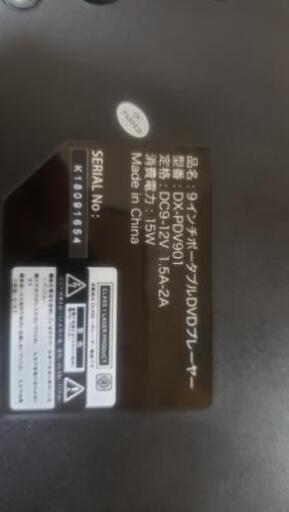 品名：9インチポータブルDVDプレーヤー
型番：DX-PDV901
定格：DC9-12V 1.5A-2A
消費電力：15W
Made in China
SERIAL No：
K18091654
CLASS 1 LASER PRODUCT
QC
PASSED